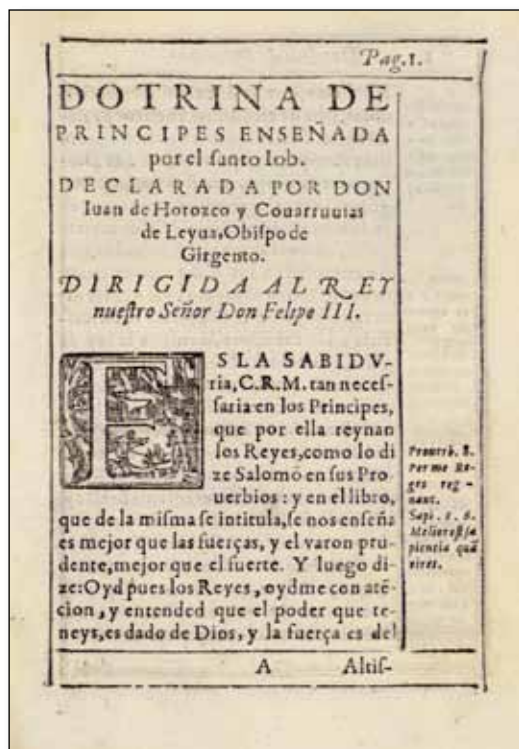 Pag. 1.
DOTRINA DE
PRINCIPES ENSEÑADA
por el ſanto Iob.
DECLARADA POR DON
Iuan de Horozco y Couarruuias
de Leyua, Obiſpo de
Girgento.
DIRIGIDA AL REY
nueſtro Señor Don Felipe III.
ES LA SABIDV-
ria, C.R.M. tan neceſ-
ſaria en los Principes,
que por ella reynan
los Reyes, como lo di
ze Salomõ en ſus Pro
uerbios: y en el libro,
que de la miſma ſe intitula, ſe nos enſeña
es mejor que las fuerças, y el varon pru-
dente, mejor que el fuerte. Y luego di-
ze: Oyd pues los Reyes, oydme con atẽ-
cion, y entended que el poder que te-
neys, es dado de Dios, y la fuerça es del
Prouerb. 8.
Per me Re-
ges reg-
nant.
Sapi. c. 6.
Melior eſt ſa
pientia quã
vires.
A Altiſ-